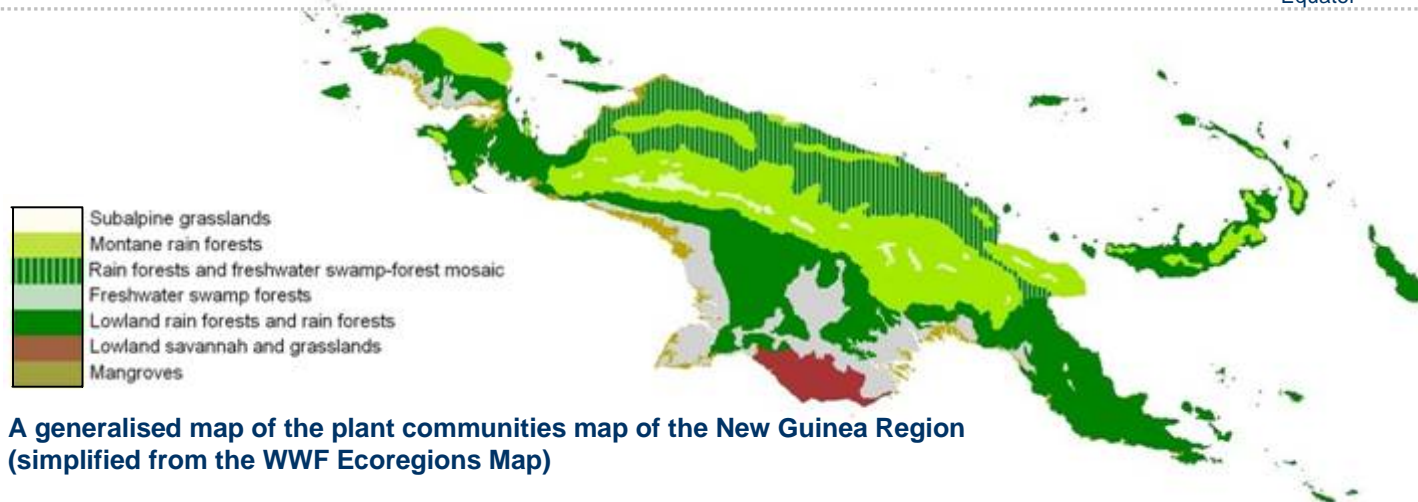 Equator
Subalpine grasslands
Montane rain forests
Rain forests and freshwater swamp-forest mosaic
Freshwater swamp forests
Lowland rain forests and rain forests
Lowland savannah and grasslands
Mangroves
A generalised map of the plant communities map of the New Guinea Region
(simplified from the WWF Ecoregions Map)